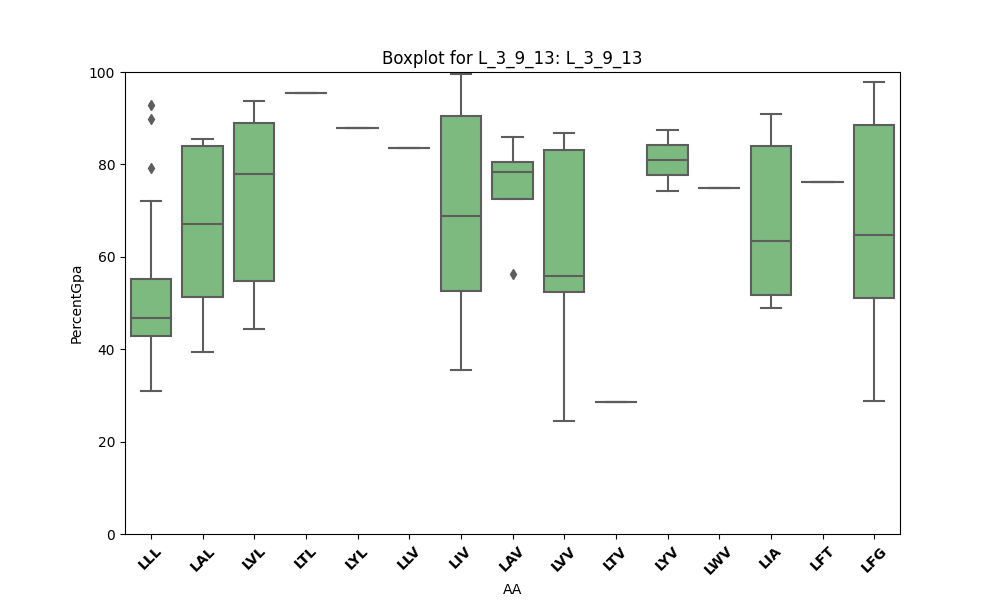 Boxplot for L_3_9_13: L_3_9_13
PercentGpa
100
80
60
40
20
0
LLL
LAL
LVL
LTL
LYL
LLV
LIV
LAV
LVV
LTV
LYV
LWV
LIA
LFT
LFG
AA